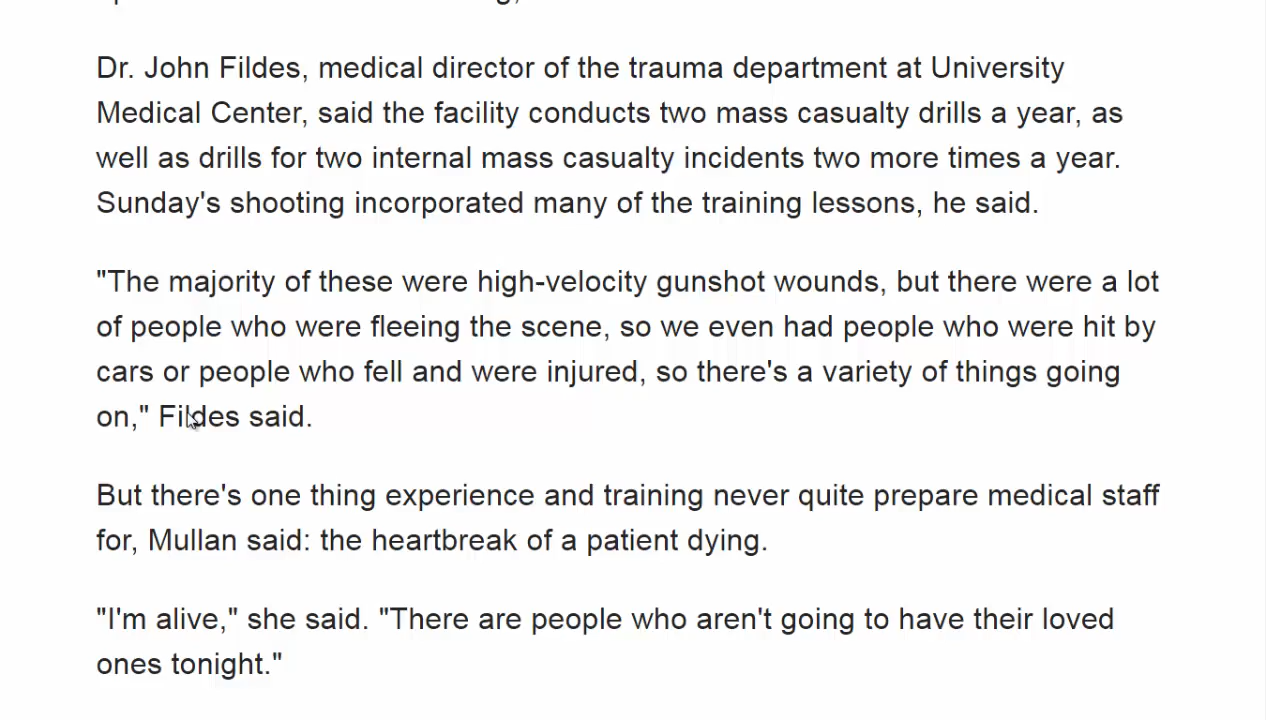 Dr. John Fildes, medical director of the trauma department at University
Medical Center, said the facility conducts two mass casualty drills a year, as
well as drills for two internal mass casualty incidents two more times a year.
Sunday's shooting incorporated many of the training lessons, he said.
"The majority of these were high-velocity gunshot wounds, but there were a lot
of people who were fleeing the scene, so we even had people who were hit by
cars or people who fell and were injured, so there's a variety of things going
on," Fildes said.
But there's one thing experience and training never quite prepare medical staff
for, Mullan said: the heartbreak of a patient dying.
"I'm alive," she said. "There are people who aren't going to have their loved
ones tonight."